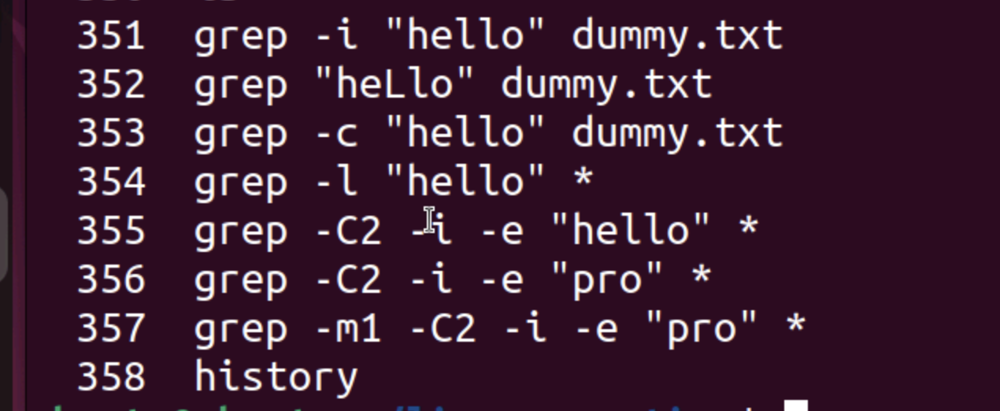 351 grep -i "hello" dummy.txt
352 grep "heLlo" dummy.txt
353 grep -c "hello" dummy.txt
354 grep -l "hello" *
355 grep -C2 -i -e "hello" *
356 grep -C2 -i -e "pro" *
357 grep -m1 -C2 -i -e "pro" *
358 history